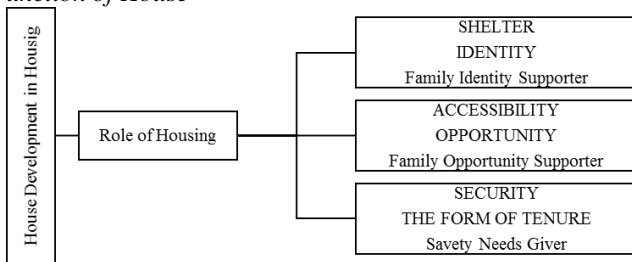 unction of House
House Development in Housig
Role of Housing
SHELTER
IDENTITY
Family Identity Supporter
ACCESSIBILITY
OPPORTUNITY
Family Opportunity Supporter
SECURITY
THE FORM OF TENURE
Savety Needs Giver